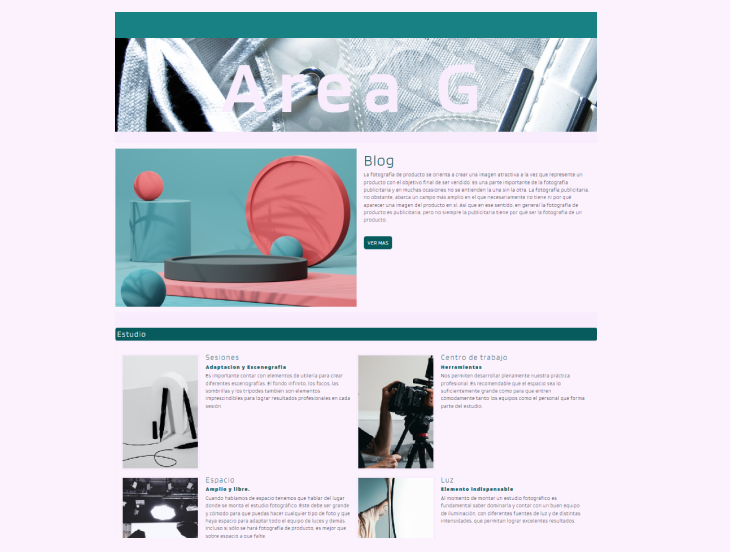 Area G
Blog
La fotografía de producto se orienta a crear una imagen atractiva a la vez que represente un
producto con el objetivo final de ser vendido, es una parte importante de la fotografía
publicitaria y en muchas ocasiones no se entienden la una sin la otra. La fotografía publicitaria,
no obstante, abarca un campo más amplio en el que necesariamente no tiene ni por qué
aparecer una imagen del producto en sí. Así que en ese sentido, en general la fotografía de
producto es publicitaria, pero no siempre la publicitaria tiene por qué ser la fotografía de un
producto.
VER MAS
Estudio
Sesiones
Adaptacion y Escenografia
Es importante contar con elementos de utilería para crear
diferentes escenografías. El fondo infinito, los focos, las
sombrillas y los trípodes también son elementos
imprescindibles para lograr resultados profesionales en cada
sesión.
Centro de trabajo
Herramientas
Nos permiten desarrollar plenamente nuestra práctica
profesional. Es recomendable que el espacio sea lo
suficientemente grande como para que entren
cómodamente tanto los equipos como el personal que forma
parte del estudio.
Espacio
Amplio y libre.
Cuando hablamos de espacio tenemos que hablar del lugar
donde se monta el estudio fotográfico. Este debe ser grande
y cómodo para que puedas hacer cualquier tipo de foto y que
haya espacio para adaptar todo el equipo de luces y demás.
Incluso si sólo se hará fotografía de producto, es mejor que
sobre espacio a que falte.
Luz
Elemento indispensable
Al momento de montar un estudio fotográfico es
fundamental saber dominarla y contar con un buen equipo
de iluminación, con diferentes fuentes de luz y de distintas
intensidades, que permitan lograr excelentes resultados.